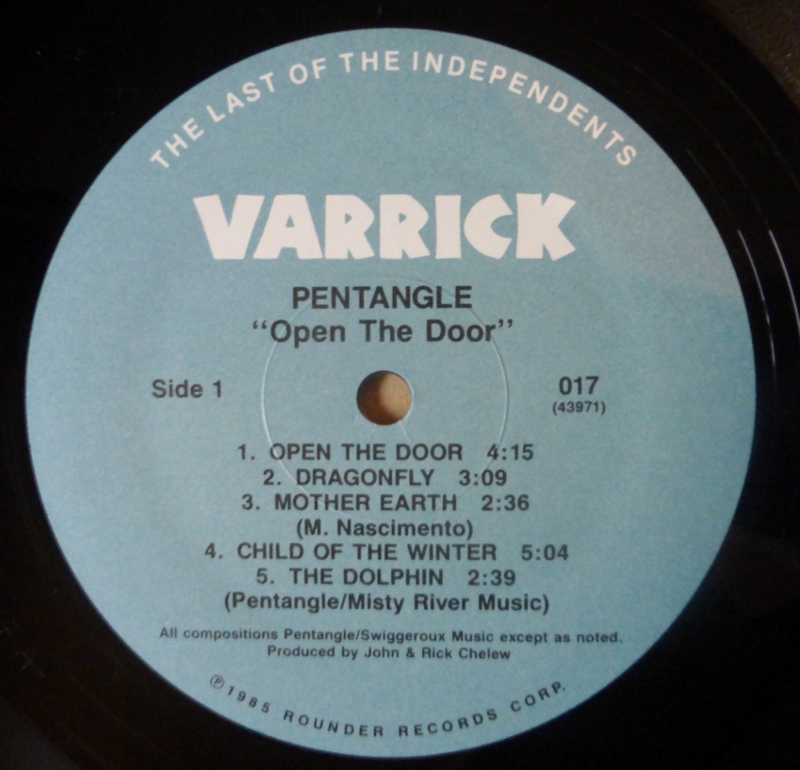 THE LAST OF THE INDEPENDENTS
VARRICK
PENTANGLE
“Open The Door”
Side 1
017
(43971)
1. OPEN THE DOOR 4:15
2. DRAGONFLY 3:09
3. MOTHER EARTH 2:36
(M. Nascimento)
4. CHILD OF THE WINTER 5:04
5. THE DOLPHIN 2:39
(Pentangle/Misty River Music)
All compositions Pentangle/Swiggeroux Music except as noted.
Produced by John & Rick Chelew
℗1985 ROUNDER RECORDS CORP.